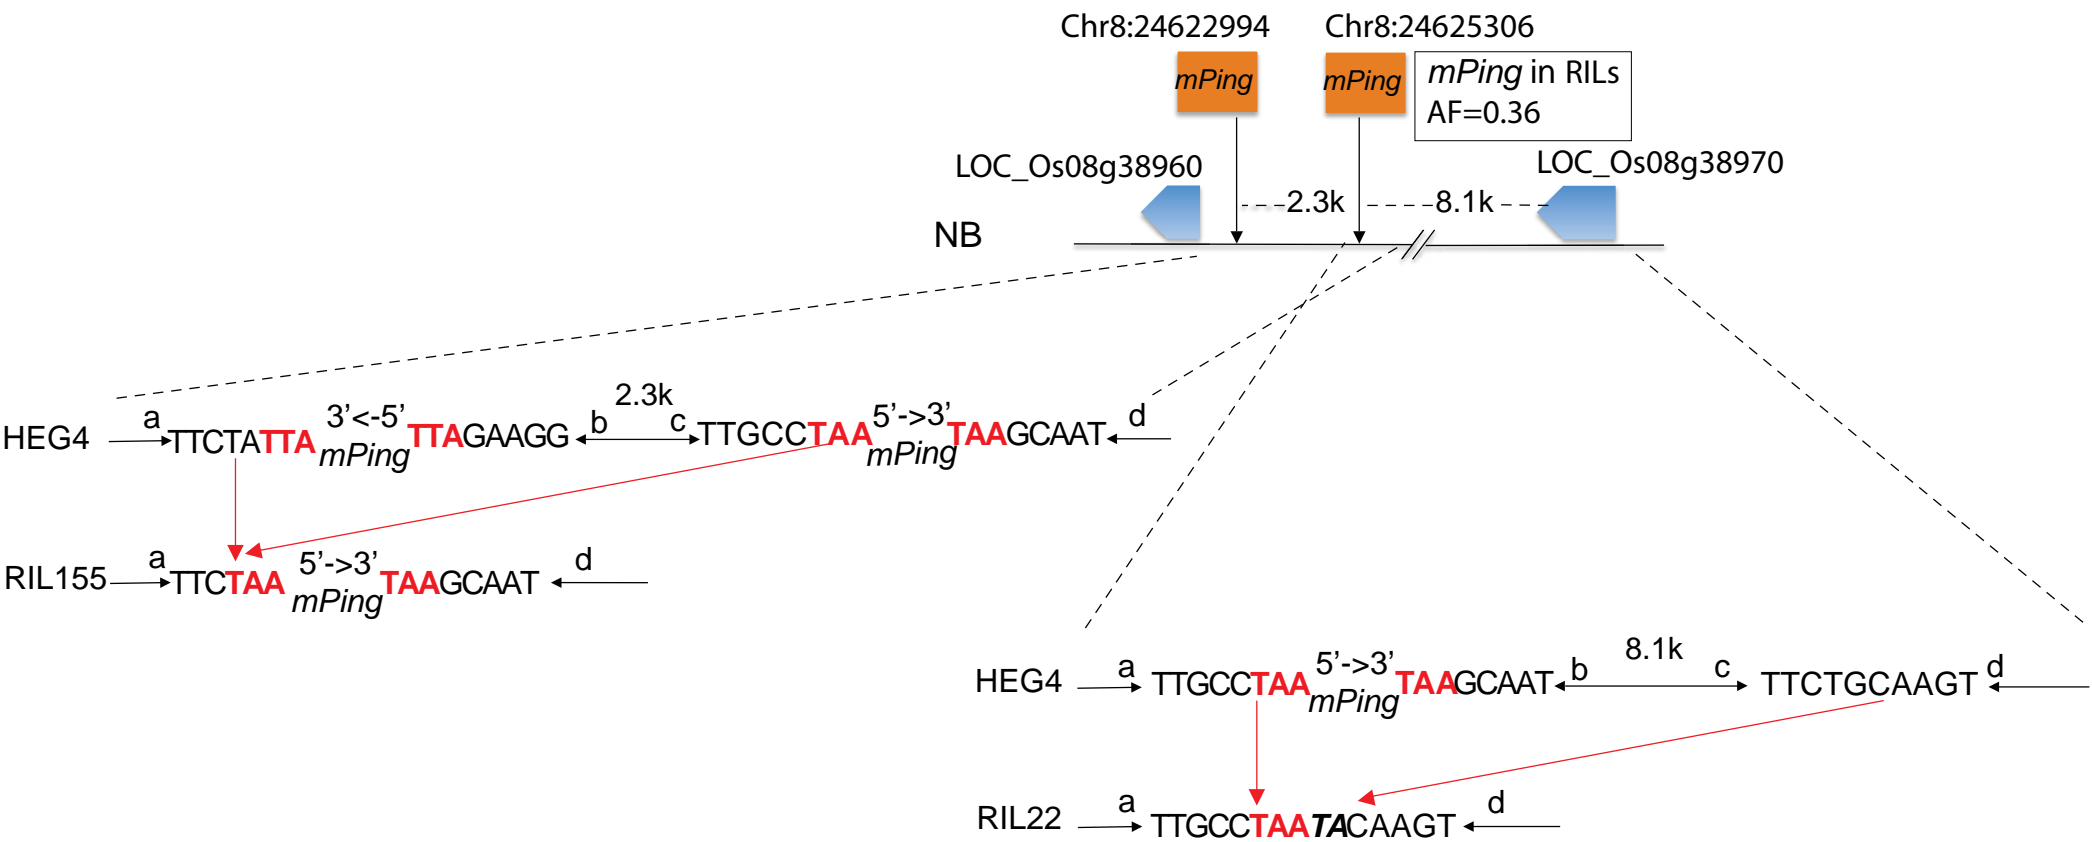 Chr8:24622994 Chr8:24625306
mPing mPing mPing in RILs
AF=0.36
LOC_Os08g38960 LOC_Os08g38970
2.3k 8.1k
NB
HEG4 a TTCTATTA 3’<-5’ mPing TTAGAAGG b 2.3k c TTGCCTAA 5’->3’ mPing TAAGCAAT d
RIL155 a TTCTAA 5’->3’ mPing TAAGCAAT d
HEG4 a TTGCCTAA 5’->3’ mPing TAAGCAAT b 8.1k c TTCTGCAAGT d
RIL22 a TTGCCTAATACAAGT d